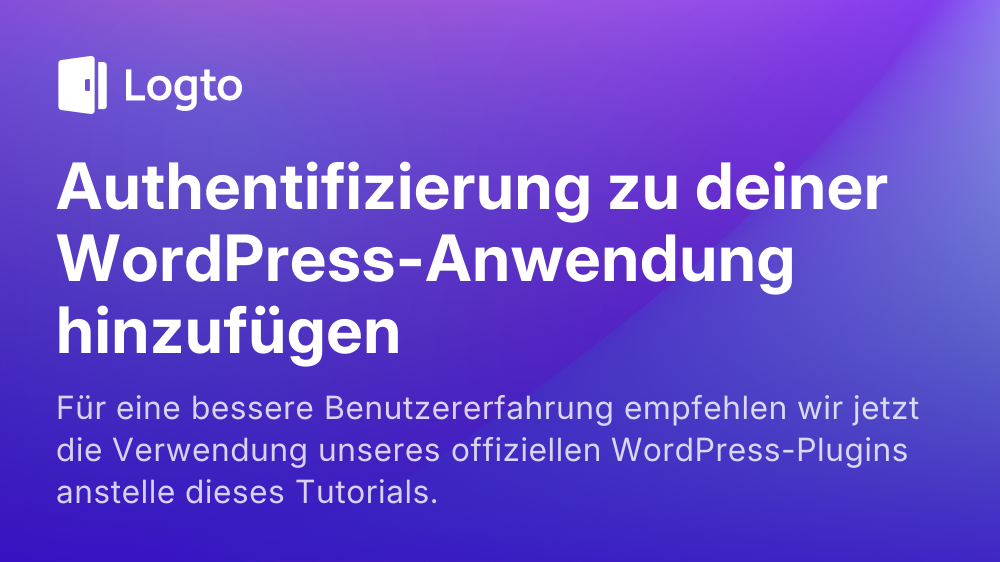 Logto
Authentifizierung zu deiner
WordPress-Anwendung
hinzufügen
Für eine bessere Benutzererfahrung empfehlen wir jetzt
die Verwendung unseres offiziellen WordPress-Plugins
anstelle dieses Tutorials.